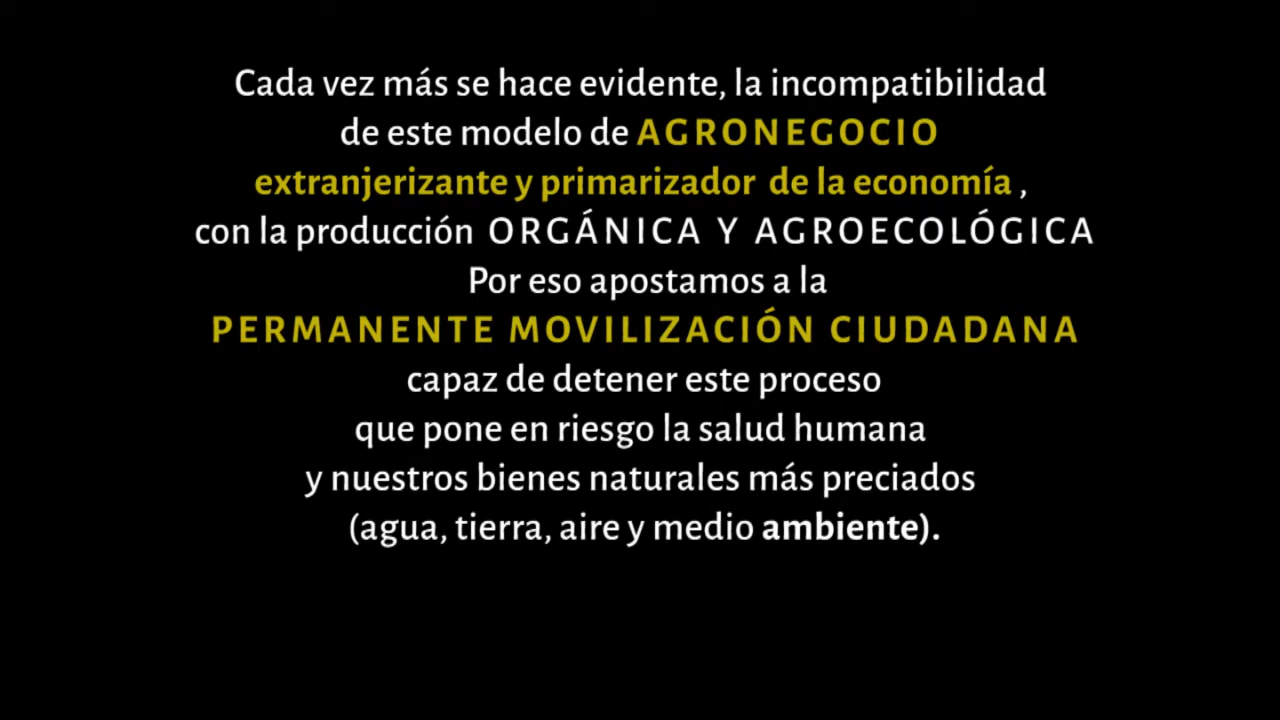 Cada vez más se hace evidente, la incompatibilidad
de este modelo de AGRONEGOCIO
extranjerizante y primarizador de la economía ,
con la producción ORGÁNICA Y AGROECOLÓGICA
Por eso apostamos a la
PERMANENTE MOVILIZACIÓN CIUDADANA
capaz de detener este proceso
que pone en riesgo la salud humana
y nuestros bienes naturales más preciados
(agua, tierra, aire y medio ambiente).